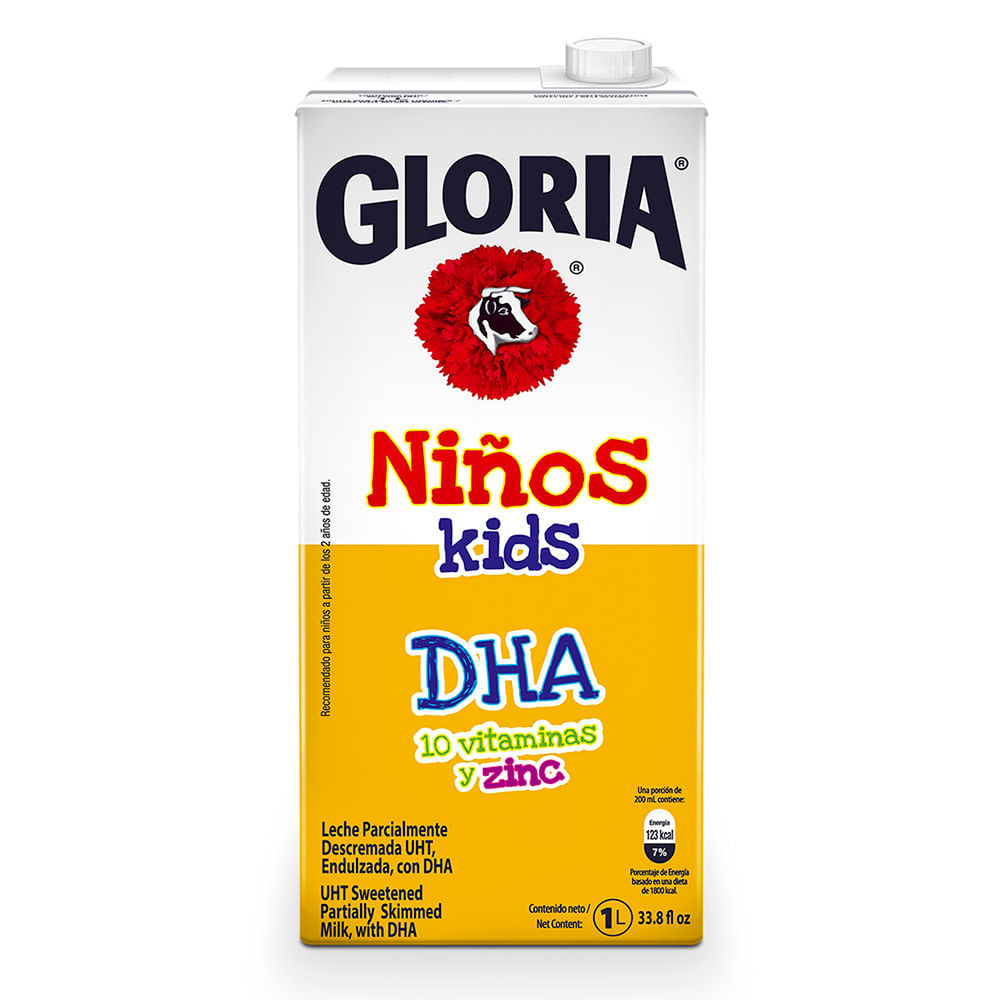 GLORIA®
®
Niños
kids
Recomendado para niños a partir de los 2 años de edad.
DHA
10 vitaminas
y zinc
Una porción de
200 mL contiene:
Energía
123 kcal
7%
Porcentaje de Energía
basado en una dieta
de 1800 kcal.
Leche Parcialmente
Descremada UHT,
Endulzada, con DHA
UHT Sweetened
Partially Skimmed
Milk, with DHA
Contenido neto /
Net Content:
1L
33.8 fl oz